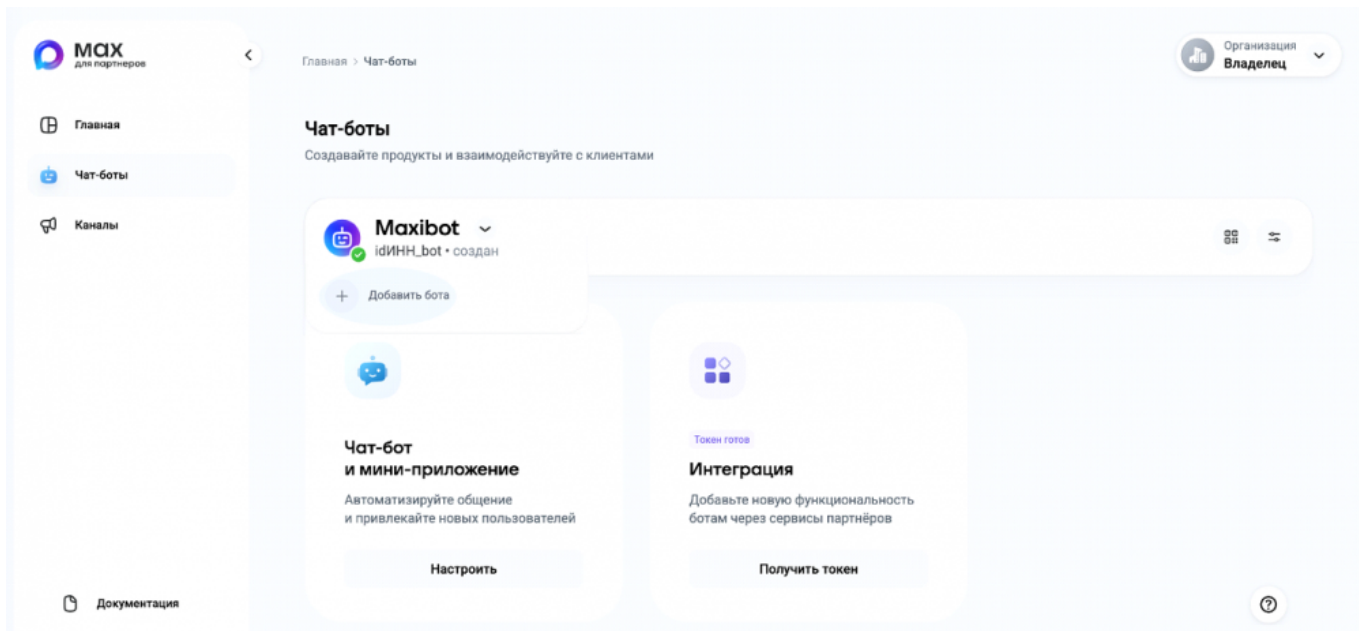 max
для партнеров
Главная > Чат-боты
Организация
Владелец
Главная
Чат-боты
Каналы
Чат-боты
Создавайте продукты и взаимодействуйте с клиентами
Maxibot
idИНН_bot • создан
+ Добавить бота
Чат-бот
и мини-приложение
Автоматизируйте общение
и привлекайте новых пользователей
Настроить
Токен готов
Интеграция
Добавьте новую функциональность
ботам через сервисы партнёров
Получить токен
Документация